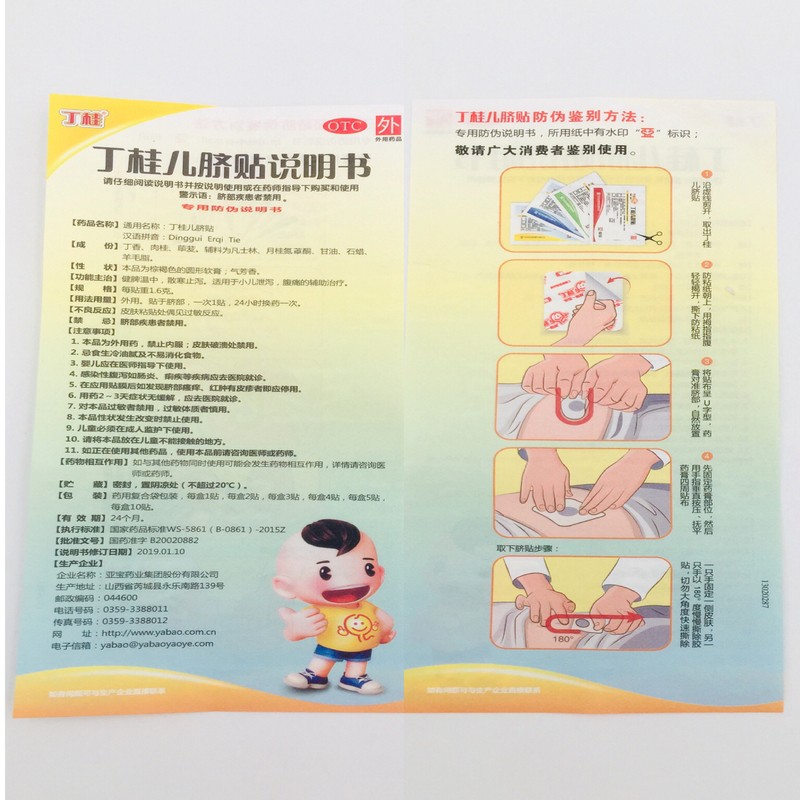 丁桂
OTC
外
外用药品
丁桂儿脐贴说明书
请仔细阅读说明书并按说明使用或在药师指导下购买和使用
警示语：脐部疾患者禁用。
专用防伪说明书
【药品名称】通用名称：丁桂儿脐贴
汉语拼音：Dinggui Erqi Tie
【成 份】丁香、肉桂、荜茇。辅料为凡士林、月桂氮䓬酮、甘油、石蜡、
羊毛脂。
【性 状】本品为棕褐色的圆形软膏；气芳香。
【功能主治】健脾温中，散寒止泻。适用于小儿泄泻，腹痛的辅助治疗。
【规 格】每贴重1.6克。
【用法用量】外用。贴于脐部，一次1贴，24小时换药一次。
【不良反应】皮肤粘贴处偶见过敏反应。
【禁 忌】脐部疾患者禁用。
【注意事项】
1. 本品为外用药，禁止内服；皮肤破溃处禁用。
2. 忌食生冷油腻及不易消化食物。
3. 婴儿应在医师指导下使用。
4. 感染性腹泻如肠炎、痢疾等疾病应去医院就诊。
5. 在应用贴膜后如发现脐部瘙痒、红肿有皮疹者即应停用。
6. 用药2－3天症状无缓解，应去医院就诊。
7. 对本品过敏者禁用，过敏体质者慎用。
8. 本品性状发生改变时禁止使用。
9. 儿童必须在成人监护下使用。
10. 请将本品放在儿童不能接触的地方。
11. 如正在使用其他药品，使用本品前请咨询医师或药师。
【药物相互作用】如与其他药物同时使用可能会发生药物相互作用，详情请咨询医
师或药师。
【贮 藏】密封，置阴凉处（不超过20℃）。
【包 装】药用复合袋包装，每盒1贴，每盒2贴，每盒3贴，每盒4贴，每盒5贴，
每盒10贴。
【有 效 期】24个月。
【执行标准】国家药品标准WS-5861（B-0861）-2015Z
【批准文号】国药准字 B20020882
【说明书修订日期】2019.01.10
【生产企业】
企业名称：亚宝药业集团股份有限公司
生产地址：山西省芮城县永乐南路139号
邮政编码：044600
电话号码：0359-3388011
传真号码：0359-3388012
网 址：http://www.yabao.com.cn
电子信箱：yabao@yabaoyaoye.com
如有问题可与生产企业直接联系
丁桂儿脐贴防伪鉴别方法：
专用防伪说明书，所用纸中有水印“”标识；
敬请广大消费者鉴别使用。
1 沿虚线剪开，取出丁桂
儿脐贴
2 防粘纸朝上，用拇指指腹
轻轻揭开，撕下防粘纸
3 将贴布呈U字型，药
膏对准脐部，自然放置
4 先固定药膏部位，然后
用手指垂直按压、抚平
药膏四周贴布
取下脐贴步骤：
180°
一只手固定一侧皮肤，另一
只手以180°度慢慢撕除胶
贴，切勿大角度快速撕除
13020287